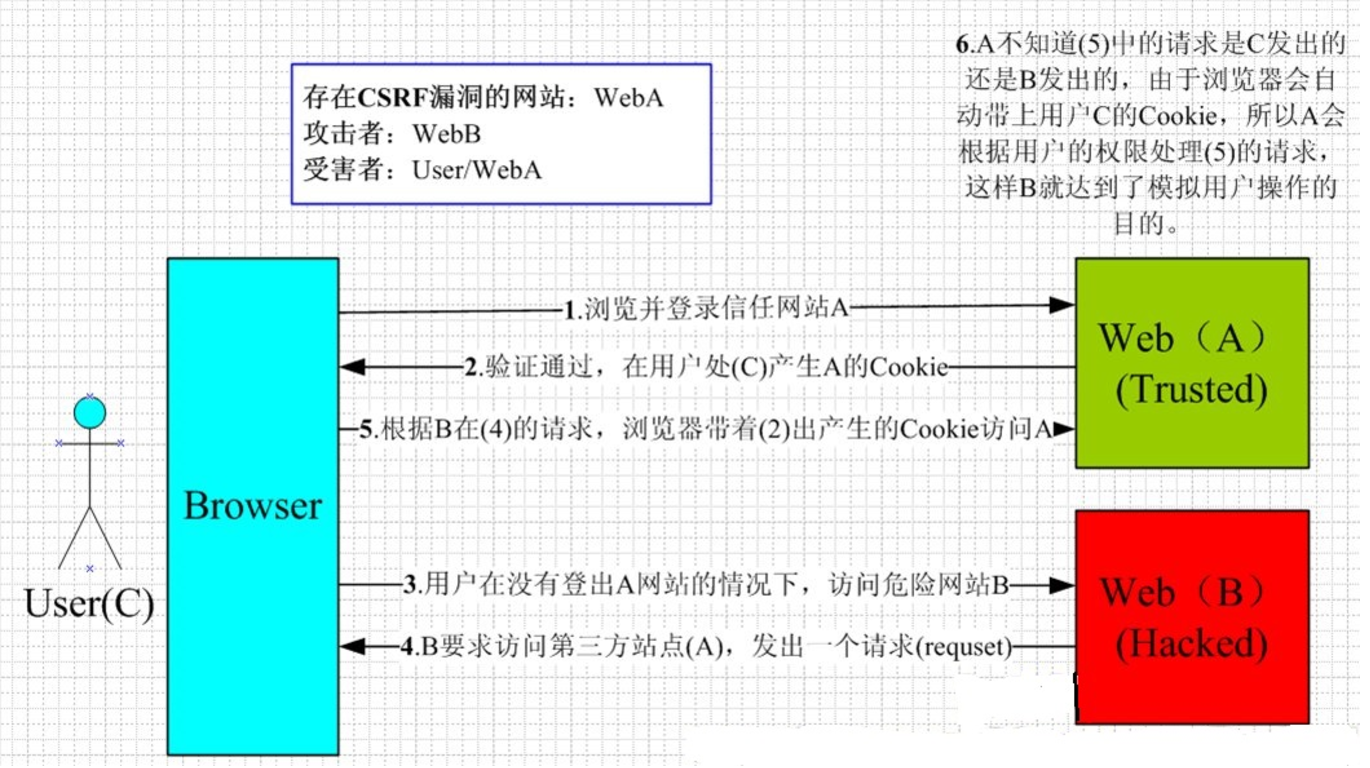 6.A不知道(5)中的请求是C发出的
还是B发出的，由于浏览器会自
动带上用户C的Cookie，所以A会
根据用户的权限处理(5)的请求，
这样B就达到了模拟用户操作的
目的。
存在CSRF漏洞的网站：WebA
攻击者：WebB
受害者：User/WebA
1.浏览并登录信任网站A
2.验证通过，在用户处(C)产生A的Cookie
5.根据B在(4)的请求，浏览器带着(2)出产生的Cookie访问A
Web（A）
(Trusted)
Browser
User(C)
3.用户在没有登出A网站的情况下，访问危险网站B
4.B要求访问第三方站点(A)，发出一个请求(requset)
Web（B）
(Hacked)